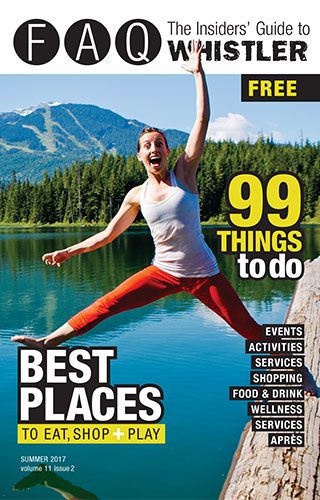 FAQ The Insiders' Guide to
WHISTLER
FREE
99
THINGS
to do
EVENTS
ACTIVITIES
SERVICES
SHOPPING
FOOD & DRINK
WELLNESS
SERVICES
APRÈS
BEST
PLACES
TO EAT, SHOP + PLAY
SUMMER 2017
volume 11 issue 2